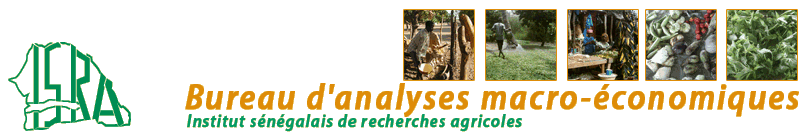 ISRA
Bureau d'analyses macro-économiques
Institut sénégalais de recherches agricoles